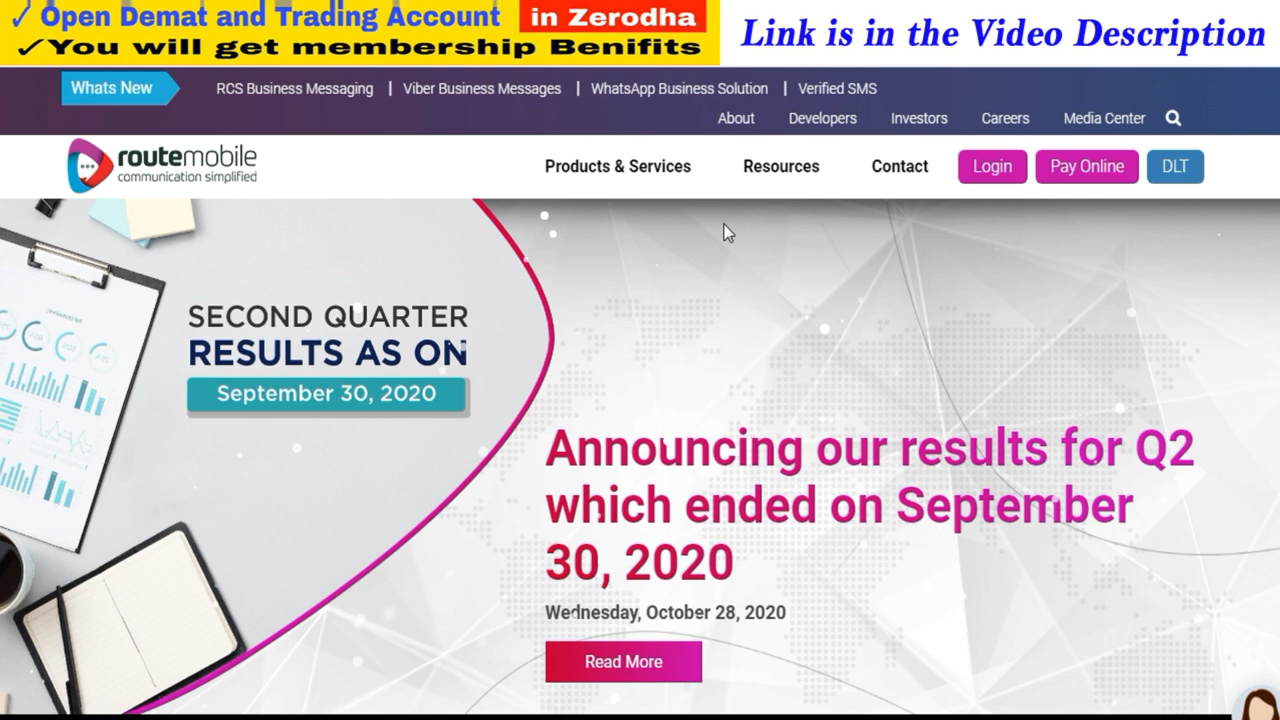 ✓ Open Demat and Trading Account in Zerodha
✓You will get membership Benifits
Link is in the Video Description
Whats New
RCS Business Messaging | Viber Business Messages | WhatsApp Business Solution | Verified SMS
About Developers Investors Careers Media Center
routemobile
communication simplified
Products & Services Resources Contact Login Pay Online DLT
SECOND QUARTER
RESULTS AS ON
September 30, 2020
Announcing our results for Q2
which ended on September
30, 2020
Wednesday, October 28, 2020
Read More